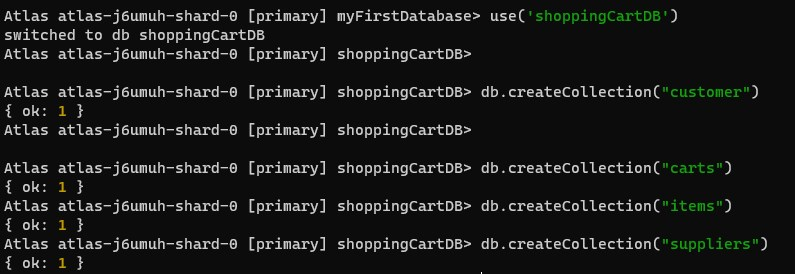 Atlas atlas-j6umuh-shard-0 [primary] myFirstDatabase> use('shoppingCartDB')
switched to db shoppingCartDB
Atlas atlas-j6umuh-shard-0 [primary] shoppingCartDB>
Atlas atlas-j6umuh-shard-0 [primary] shoppingCartDB> db.createCollection("customer")
{ ok: 1 }
Atlas atlas-j6umuh-shard-0 [primary] shoppingCartDB>
Atlas atlas-j6umuh-shard-0 [primary] shoppingCartDB> db.createCollection("carts")
{ ok: 1 }
Atlas atlas-j6umuh-shard-0 [primary] shoppingCartDB> db.createCollection("items")
{ ok: 1 }
Atlas atlas-j6umuh-shard-0 [primary] shoppingCartDB> db.createCollection("suppliers")
{ ok: 1 }